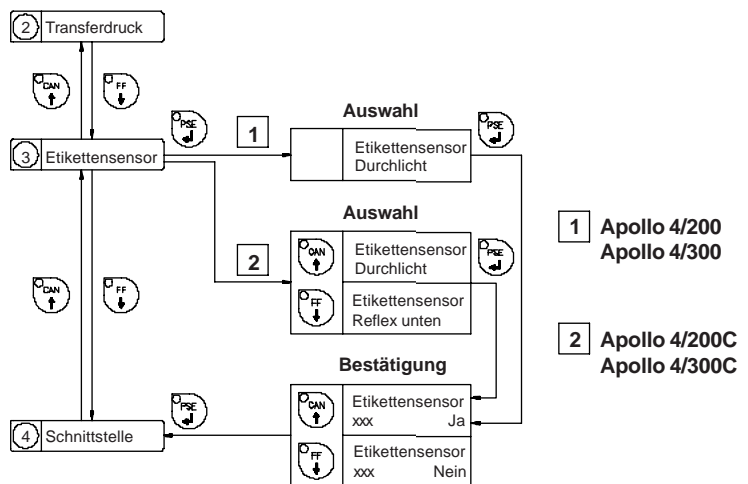 2 Transferdruck
CAN
FF
PSE
1
Auswahl
Etikettensensor
Durchlicht
PSE
3 Etikettensensor
Auswahl
2
CAN
Etikettensensor
Durchlicht
PSE
FF
Etikettensensor
Reflex unten
1 Apollo 4/200
Apollo 4/300
CAN
FF
2 Apollo 4/200C
Apollo 4/300C
Bestätigung
PSE
CAN
Etikettensensor
xxx Ja
4 Schnittstelle
FF
Etikettensensor
xxx Nein